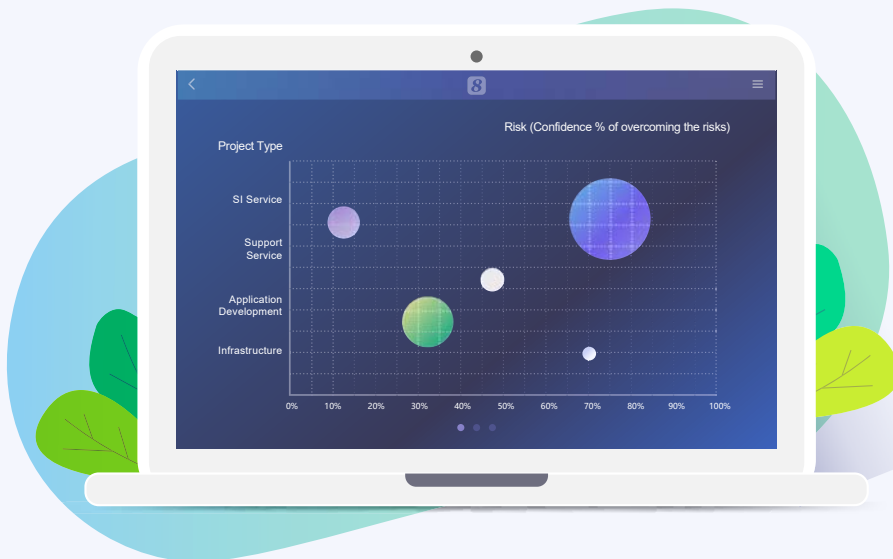 8
Risk (Confidence % of overcoming the risks)
Project Type
SI Service
Support
Service
Application
Development
Infrastructure
0% 10% 20% 30% 40% 50% 60% 70% 80% 90% 100%